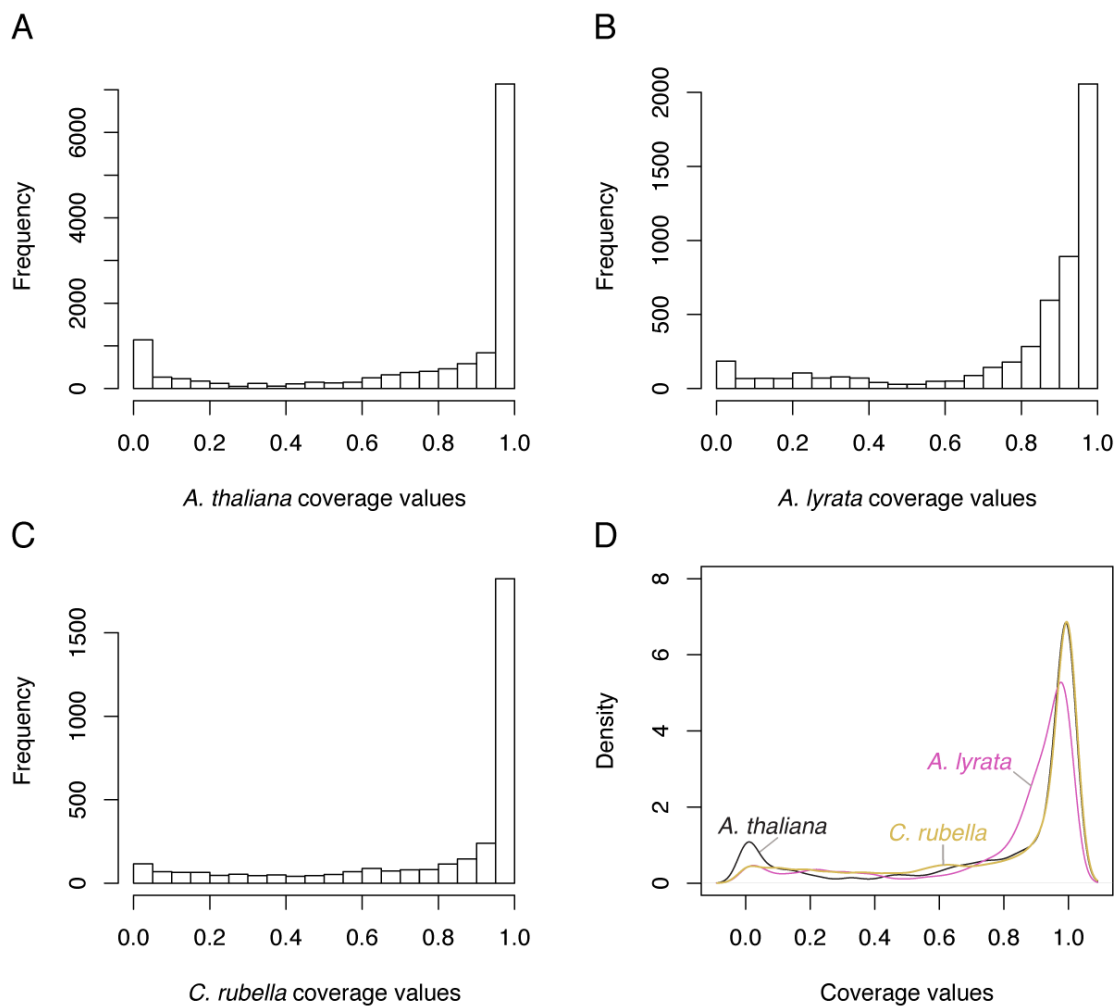 A
Frequency
6000
4000
2000
0
0.0 0.2 0.4 0.6 0.8 1.0
A. thaliana coverage values
B
Frequency
2000
1500
1000
500
0
0.0 0.2 0.4 0.6 0.8 1.0
A. lyrata coverage values
C
Frequency
1500
1000
500
0
0.0 0.2 0.4 0.6 0.8 1.0
C. rubella coverage values
D
Density
8
6
4
2
0
A. lyrata
A. thaliana
C. rubella
0.0 0.2 0.4 0.6 0.8 1.0
Coverage values